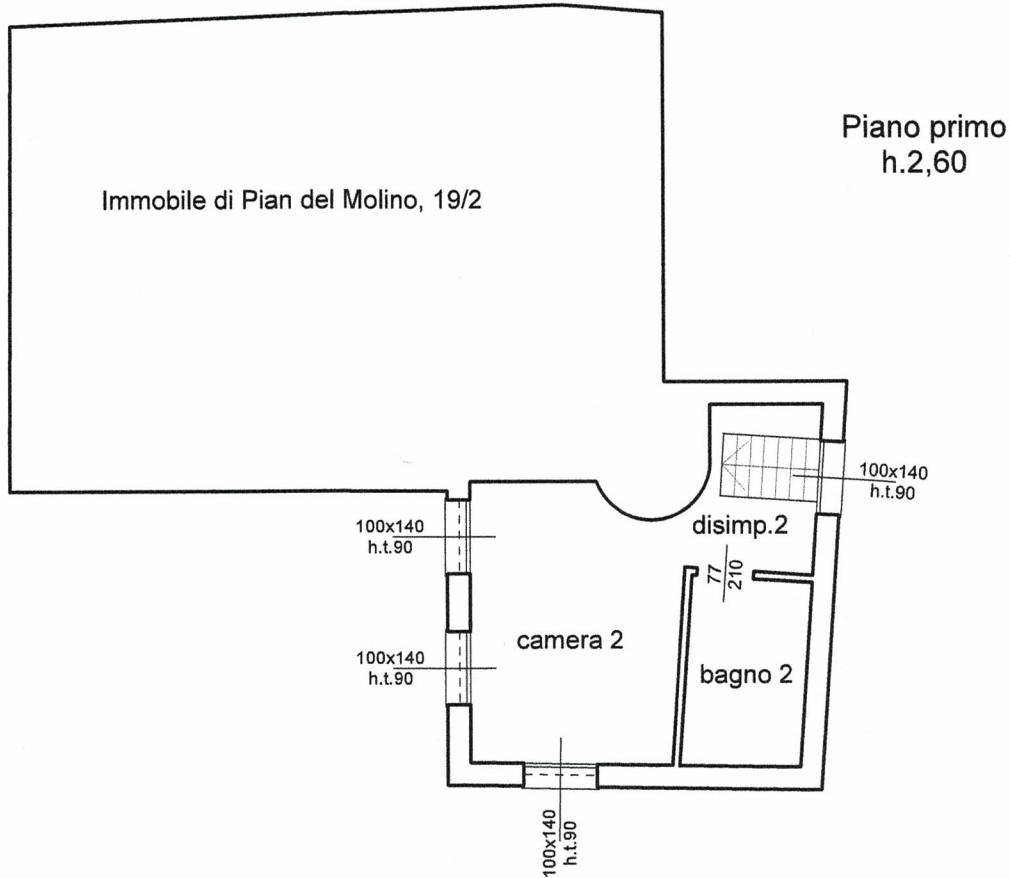 Piano primo
h.2,60
Immobile di Pian del Molino, 19/2
100x140
h.t.90
disimp.2
100x140
h.t.90
77
210
camera 2
100x140
h.t.90
bagno 2
100x140
h.t.90